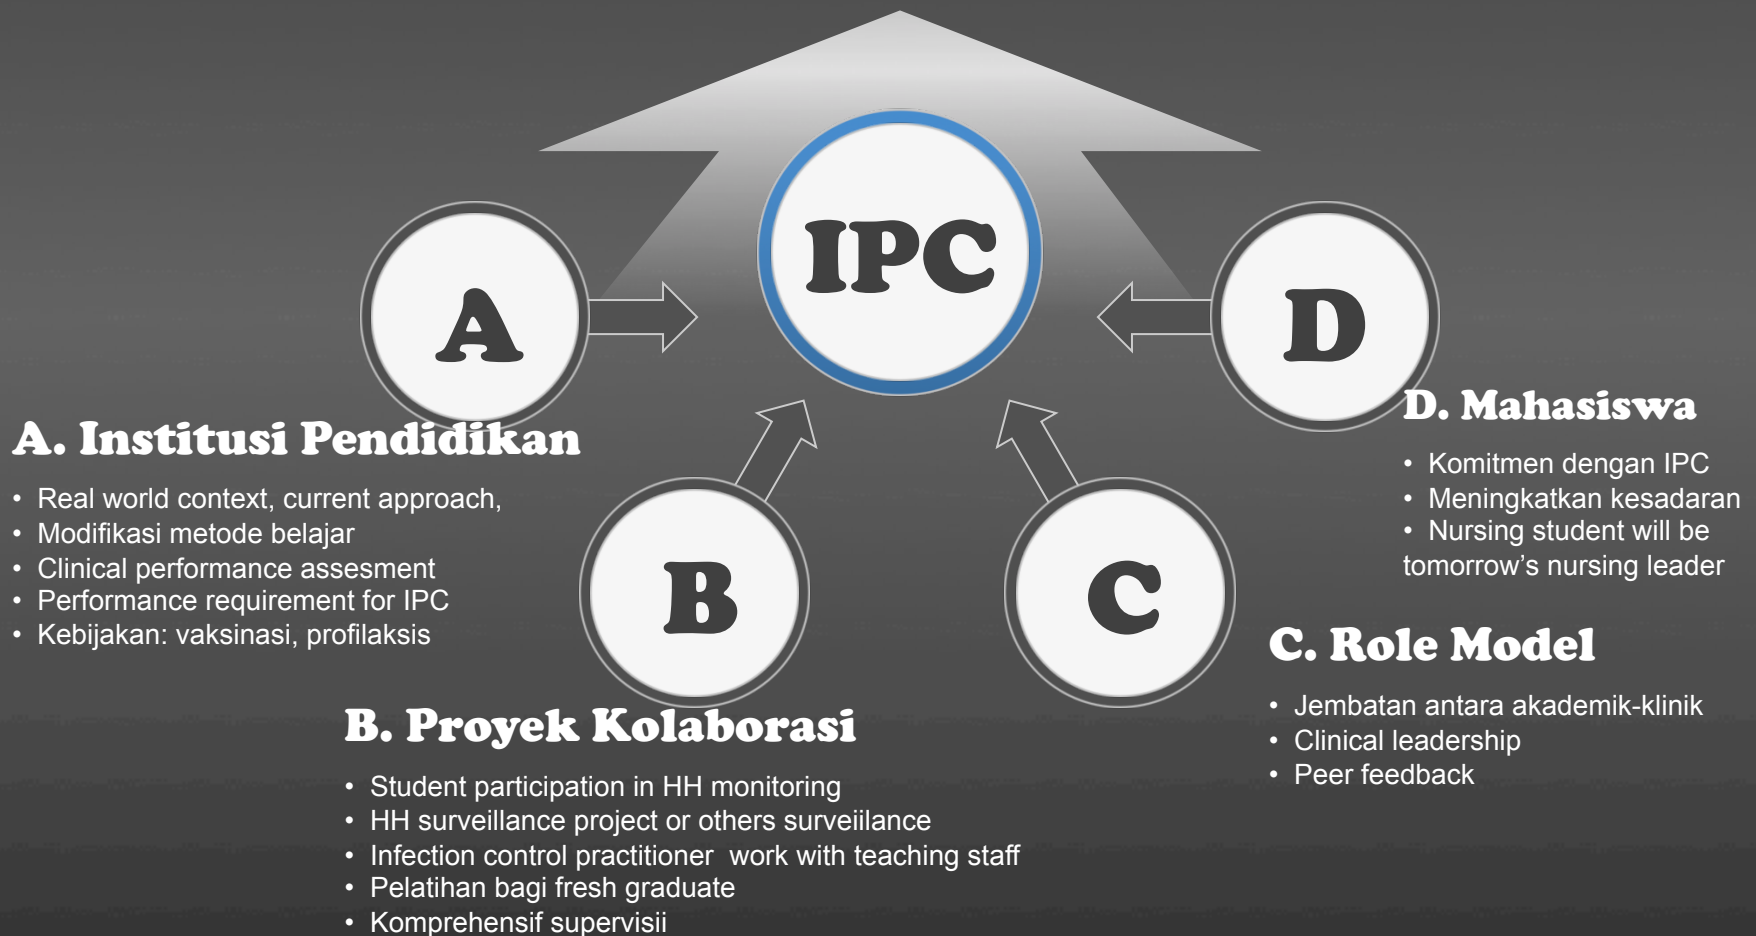 IPC
A
D
B
C
A. Institusi Pendidikan
• Real world context, current approach,
• Modifikasi metode belajar
• Clinical performance assesment
• Performance requirement for IPC
• Kebijakan: vaksinasi, profilaksis
B. Proyek Kolaborasi
• Student participation in HH monitoring
• HH surveillance project or others surveiilance
• Infection control practitioner  work with teaching staff
• Pelatihan bagi fresh graduate
• Komprehensif supervisii
C. Role Model
• Jembatan antara akademik-klinik
• Clinical leadership
• Peer feedback
D. Mahasiswa
• Komitmen dengan IPC
• Meningkatkan kesadaran
• Nursing student will be
tomorrow’s nursing leader